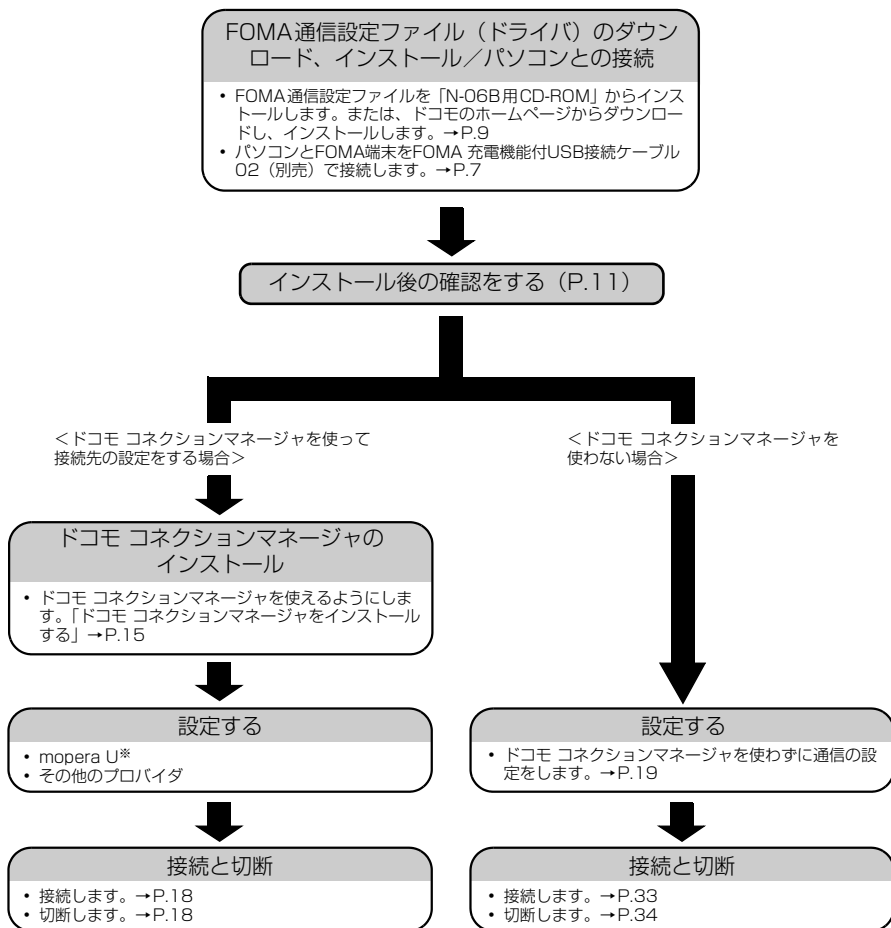 FOMA通信設定ファイル（ドライバ）のダウン
ロード、インストール／パソコンとの接続
• FOMA通信設定ファイルを「N-06B用CD-ROM」からインス
トールします。または、ドコモのホームページからダウンロー
ドし、インストールします。→P.9
• パソコンとFOMA端末をFOMA 充電機能付USB接続ケーブル
02（別売）で接続します。→P.7
インストール後の確認をする（P.11）
＜ドコモ コネクションマネージャを使って
接続先の設定をする場合＞
ドコモ コネクションマネージャの
インストール
• ドコモ コネクションマネージャを使えるようにしま
す。「ドコモ コネクションマネージャをインストール
する」→P.15
設定する
• mopera U※
• その他のプロバイダ
接続と切断
• 接続します。→P.18
• 切断します。→P.18
＜ドコモ コネクションマネージャを
使わない場合＞
設定する
• ドコモ コネクションマネージャを使わずに通信の設
定をします。→P.19
接続と切断
• 接続します。→P.33
• 切断します。→P.34